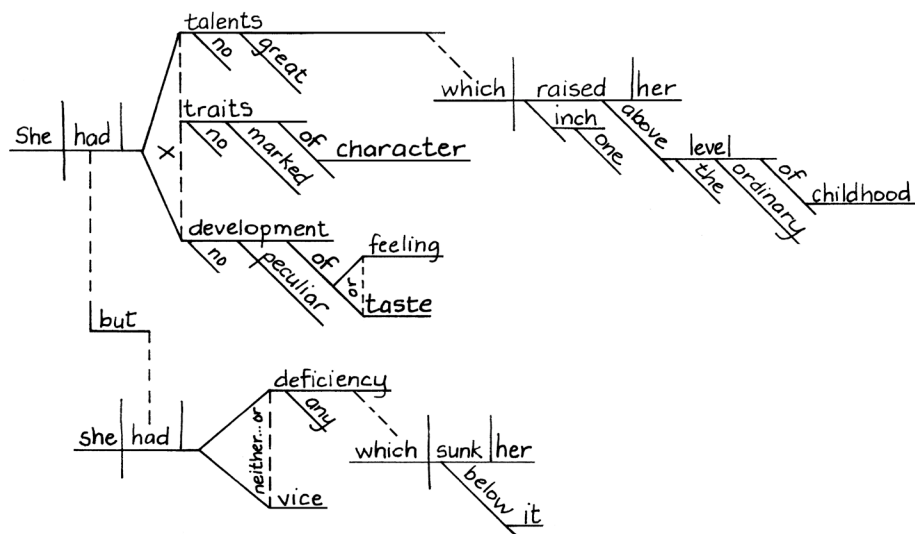 talents
no great
which raised her
She had
traits
inch above
no marked of character
one level
the ordinary of
childhood
X
development
no peculiar of feeling
or
taste
but
deficiency
any
she had
neither...or
which sunk her
vice
below
it